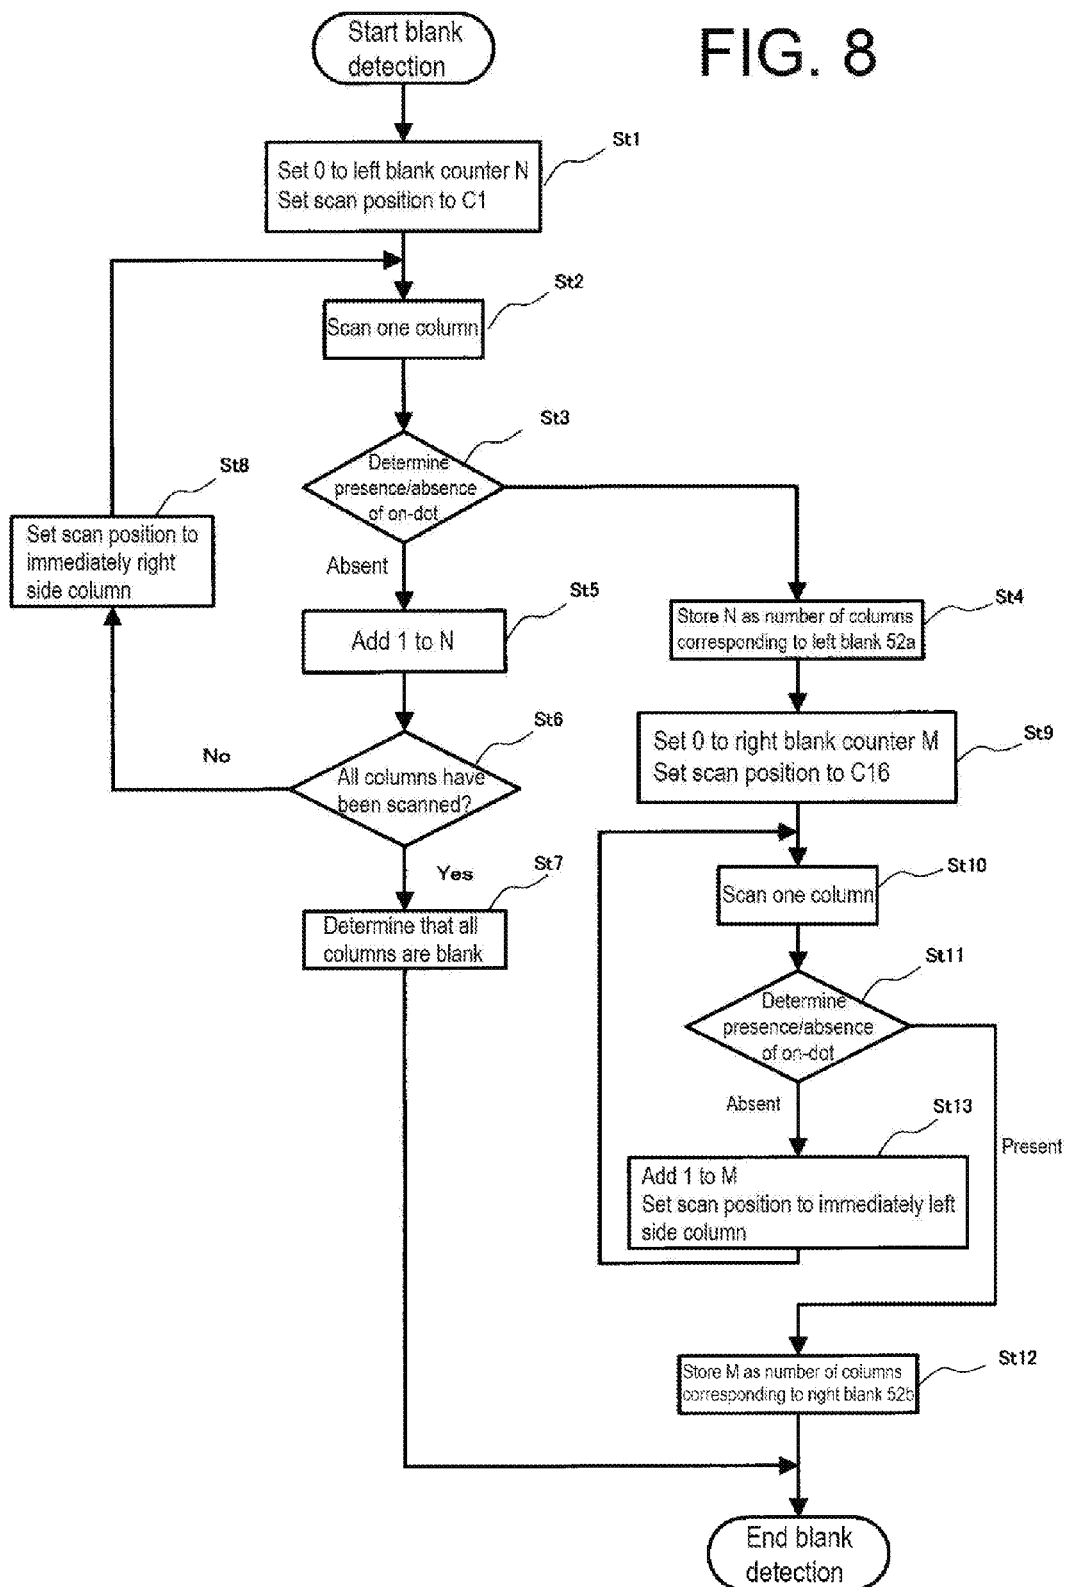 FIG. 8
Start blank
detection
St1
Set 0 to left blank counter N
Set scan position to C1
St2
Scan one column
St3
Determine
presence/absence
of on-dot
Absent
St8
Set scan position to
immediately right
side column
St5
Add 1 to N
St4
Store N as number of columns
corresponding to left blank 52a
St6
All columns have
been scanned?
No
Yes
St7
Determine that all
columns are blank
St9
Set 0 to right blank counter M
Set scan position to C16
St10
Scan one column
St11
Determine
presence/absence
of on-dot
Absent
Present
St13
Add 1 to M
Set scan position to immediately left
side column
St12
Store M as number of columns
corresponding to right blank 52b
End blank
detection